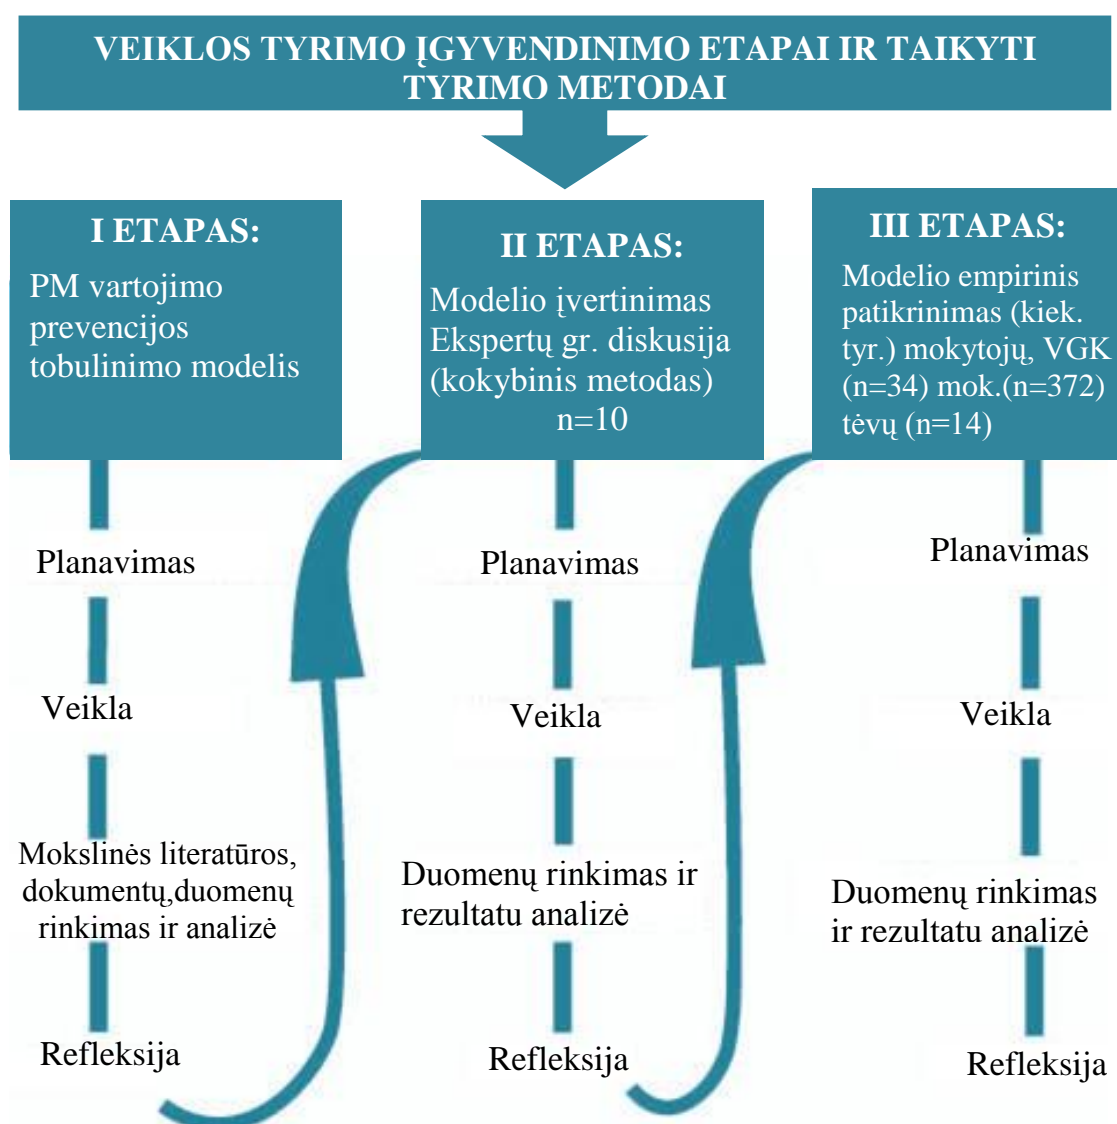 VEIKLOS TYRIMO ĮGYVENDINIMO ETAPAI IR TAIKYTI
TYRIMO METODAI
I ETAPAS:
PM vartojimo
prevencijos
tobulinimo modelis
II ETAPAS:
Modelio įvertinimas
Ekspertų gr. diskusija
(kokybinis metodas)
n=10
III ETAPAS:
Modelio empirinis
patikrinimas (kiek.
tyr.) mokytojų, VGK
(n=34) mok.(n=372)
tėvų (n=14)
Planavimas
Veikla
Mokslinės literatūros,
dokumentų,duomenų
rinkimas ir analizė
Refleksija
Planavimas
Veikla
Duomenų rinkimas ir
rezultatu analizė
Refleksija
Planavimas
Veikla
Duomenų rinkimas
ir rezultatu analizė
Refleksija